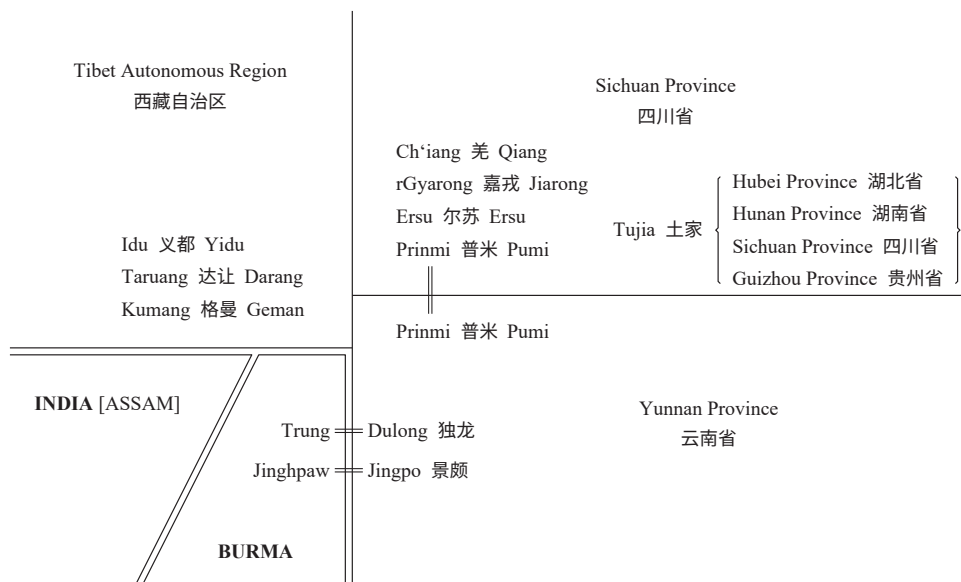 Tibet Autonomous Region
西藏自治区
Sichuan Province
四川省
Ch‘iang 羌 Qiang
rGyarong 嘉戎 Jiarong
Ersu 尔苏 Ersu
Prinmi 普米 Pumi
Tujia 土家
Hubei Province 湖北省
Hunan Province 湖南省
Sichuan Province 四川省
Guizhou Province 贵州省
Idu 义都 Yidu
Taruang 达让 Darang
Kumang 格曼 Geman
Prinmi 普米 Pumi
INDIA [ASSAM]
Yunnan Province
云南省
Trung Dulong 独龙
Jinghpaw Jingpo 景颇
BURMA